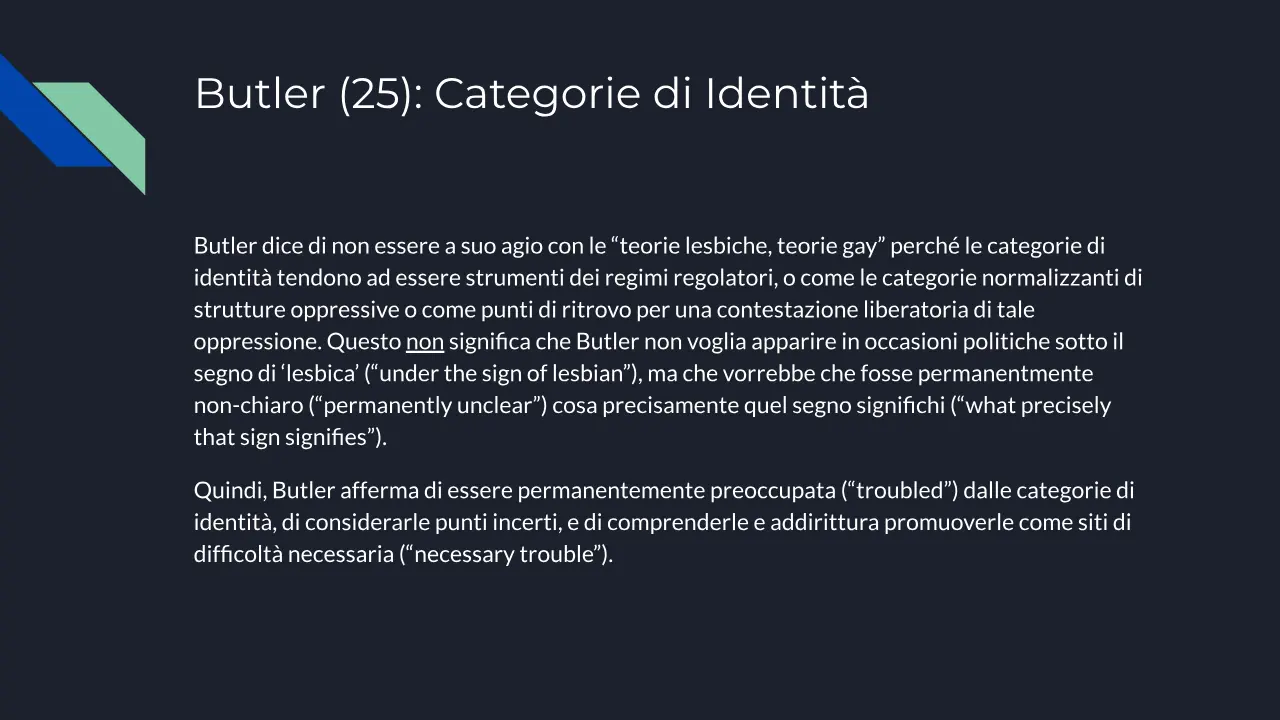 Butler (25): Categorie di Identità
Butler dice di non essere a suo agio con le “teorie lesbiche, teorie gay” perché le categorie di
identità tendono ad essere strumenti dei regimi regolatori, o come le categorie normalizzanti di
strutture oppressive o come punti di ritrovo per una contestazione liberatoria di tale
oppressione. Questo non significa che Butler non voglia apparire in occasioni politiche sotto il
segno di ‘lesbica’ (“under the sign of lesbian”), ma che vorrebbe che fosse permanentmente
non-chiaro (“permanently unclear”) cosa precisamente quel segno significhi (“what precisely
that sign signifies”).
Quindi, Butler afferma di essere permanentemente preoccupata (“troubled”) dalle categorie di
identità, di considerarle punti incerti, e di comprenderle e addirittura promuoverle come siti di
difficoltà necessaria (“necessary trouble”).